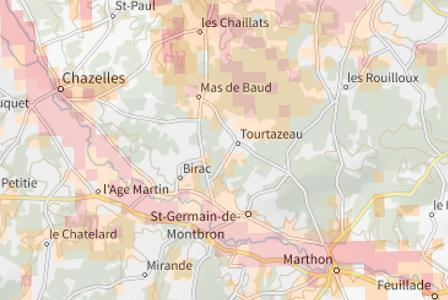 St-Paul
les Chaillats
Chazelles
les Rouilloux
Mas de Baud
uquet
Tourtazeau
Birac
Petitie
l'Age Martin
St-Germain-de-
Montbron
le Chatelard
Marthon
Mirande
Feuillade